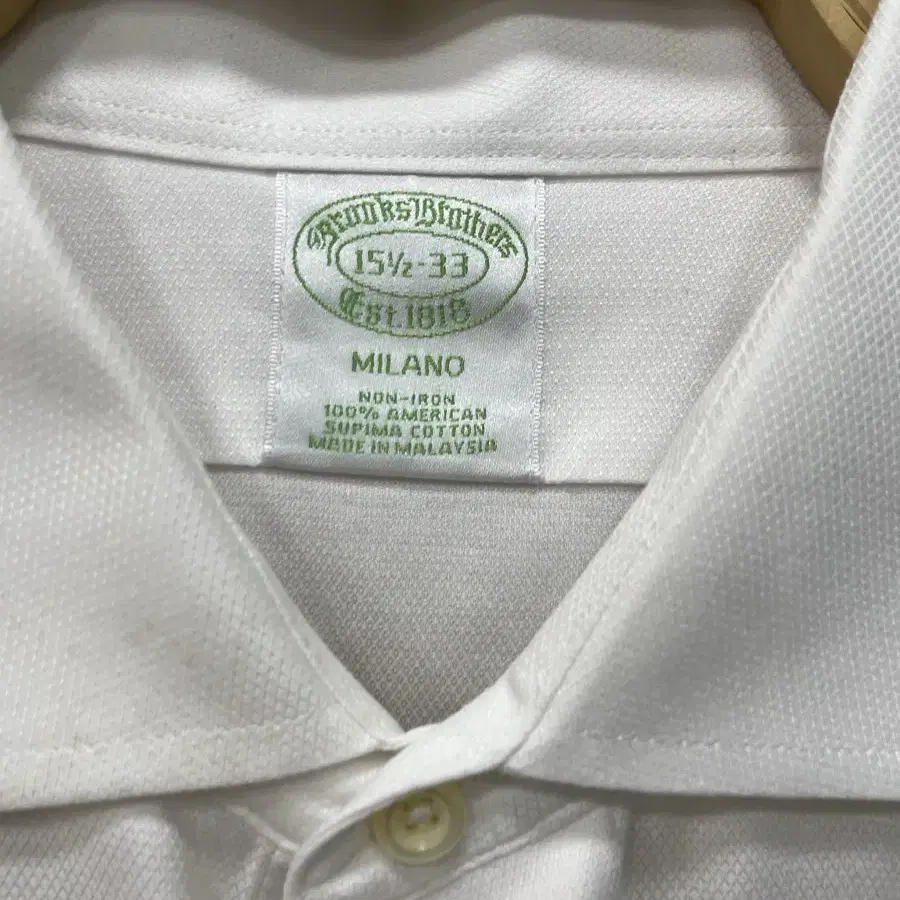 Brooks Brothers
15½-33
Est. 1818
MILANO
NON-IRON
100% AMERICAN
SUPIMA COTTON
MADE IN MALAYSIA